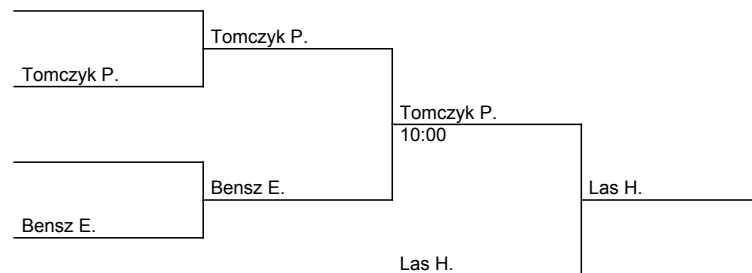 Tomczyk P.
Tomczyk P.
Tomczyk P.
10:00
Bensz E.
Las H.
Bensz E.
Las H.